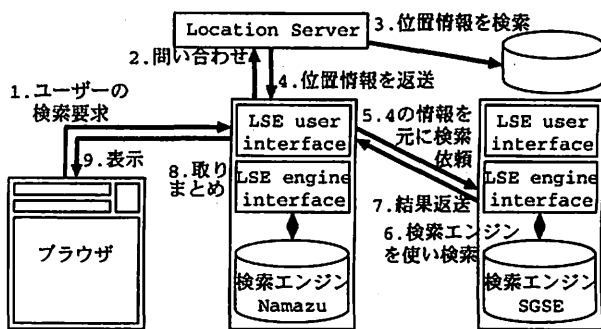 Location Server
3.位置情報を検索
2.問い合わせ
4.位置情報を返送
1.ユーザーの
検索要求
LSE user
interface
5.4の情報を
元に検索
依頼
LSE user
interface
9.表示
8.取り
まとめ
LSE engine
interface
LSE engine
interface
7.結果返送
6.検索エンジン
を使い検索
ブラウザ
検索エンジン
Namazu
検索エンジン
SGSE